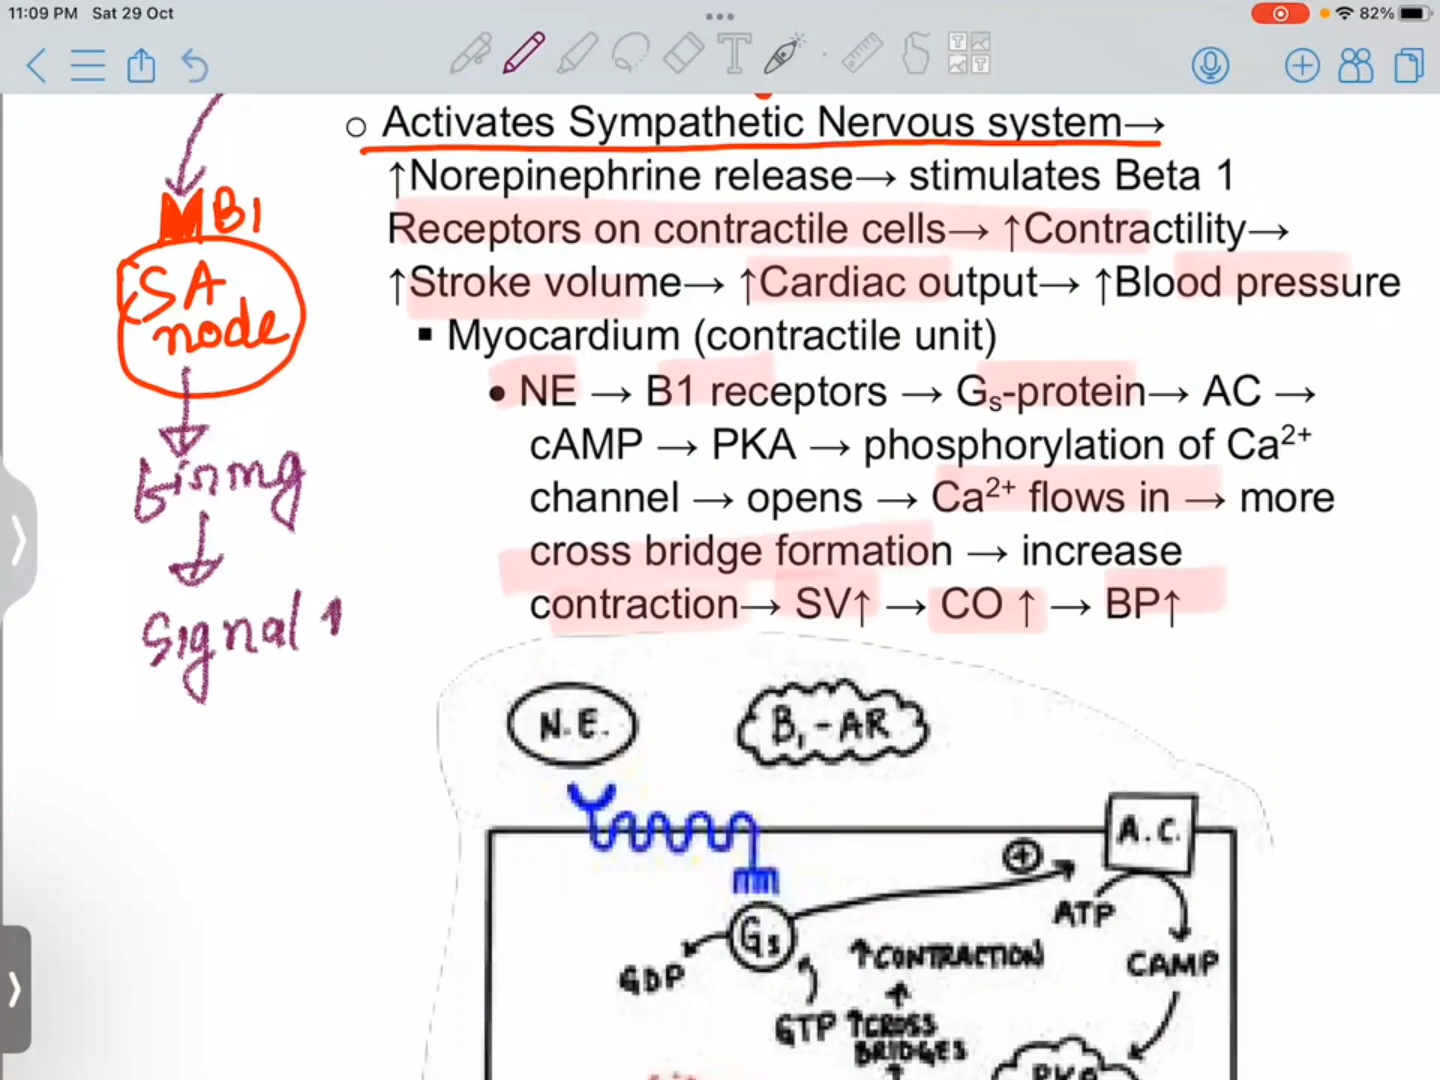 11:09 PM Sat 29 Oct
82%
○ Activates Sympathetic Nervous system→
↑Norepinephrine release→ stimulates Beta 1
Receptors on contractile cells→ ↑Contractility→
↑Stroke volume→ ↑Cardiac output→ ↑Blood pressure
▪ Myocardium (contractile unit)
• NE → B1 receptors → Gs-protein→ AC →
cAMP → PKA → phosphorylation of Ca²⁺
channel → opens → Ca²⁺ flows in → more
cross bridge formation → increase
contraction→ SV↑ → CO ↑ → BP↑
B1
SA
node
firing
Signal ↑
N.E.
B₁-AR
A.C.
ATP
Gs
GDP
↑CONTRACTION
CAMP
GTP
↑CROSS
BRIDGES
PKA